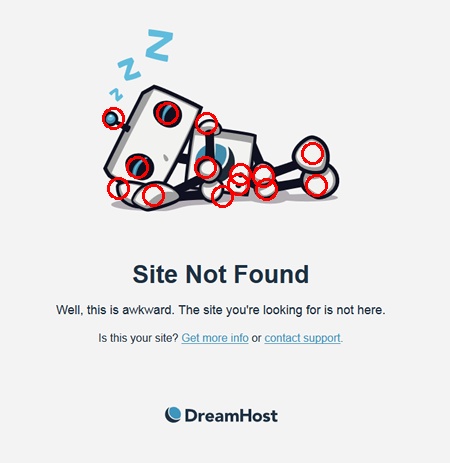 Z
Z
Z
Site Not Found
Well, this is awkward. The site you're looking for is not here.
Is this your site? Get more info or contact support.
DreamHost